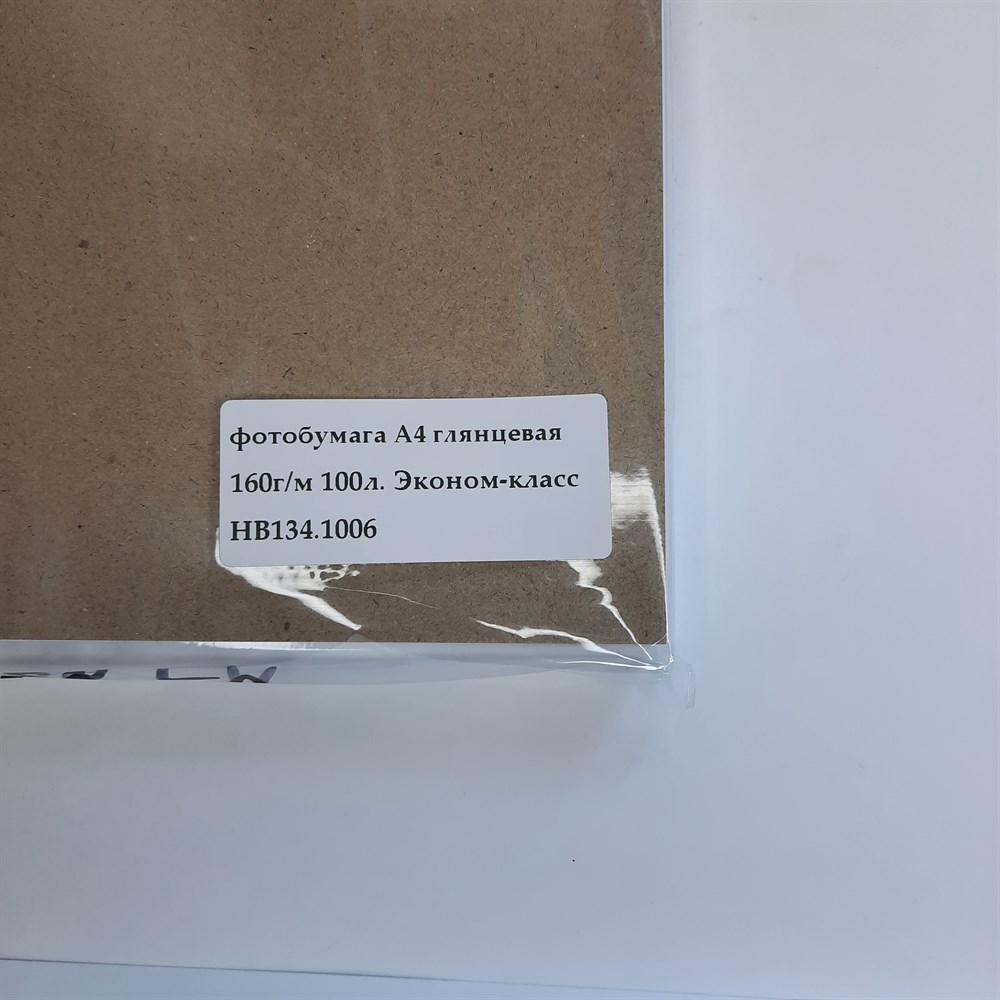 фотобумага А4 глянцевая
160г/м 100л. Эконом-класс
НВ134.1006